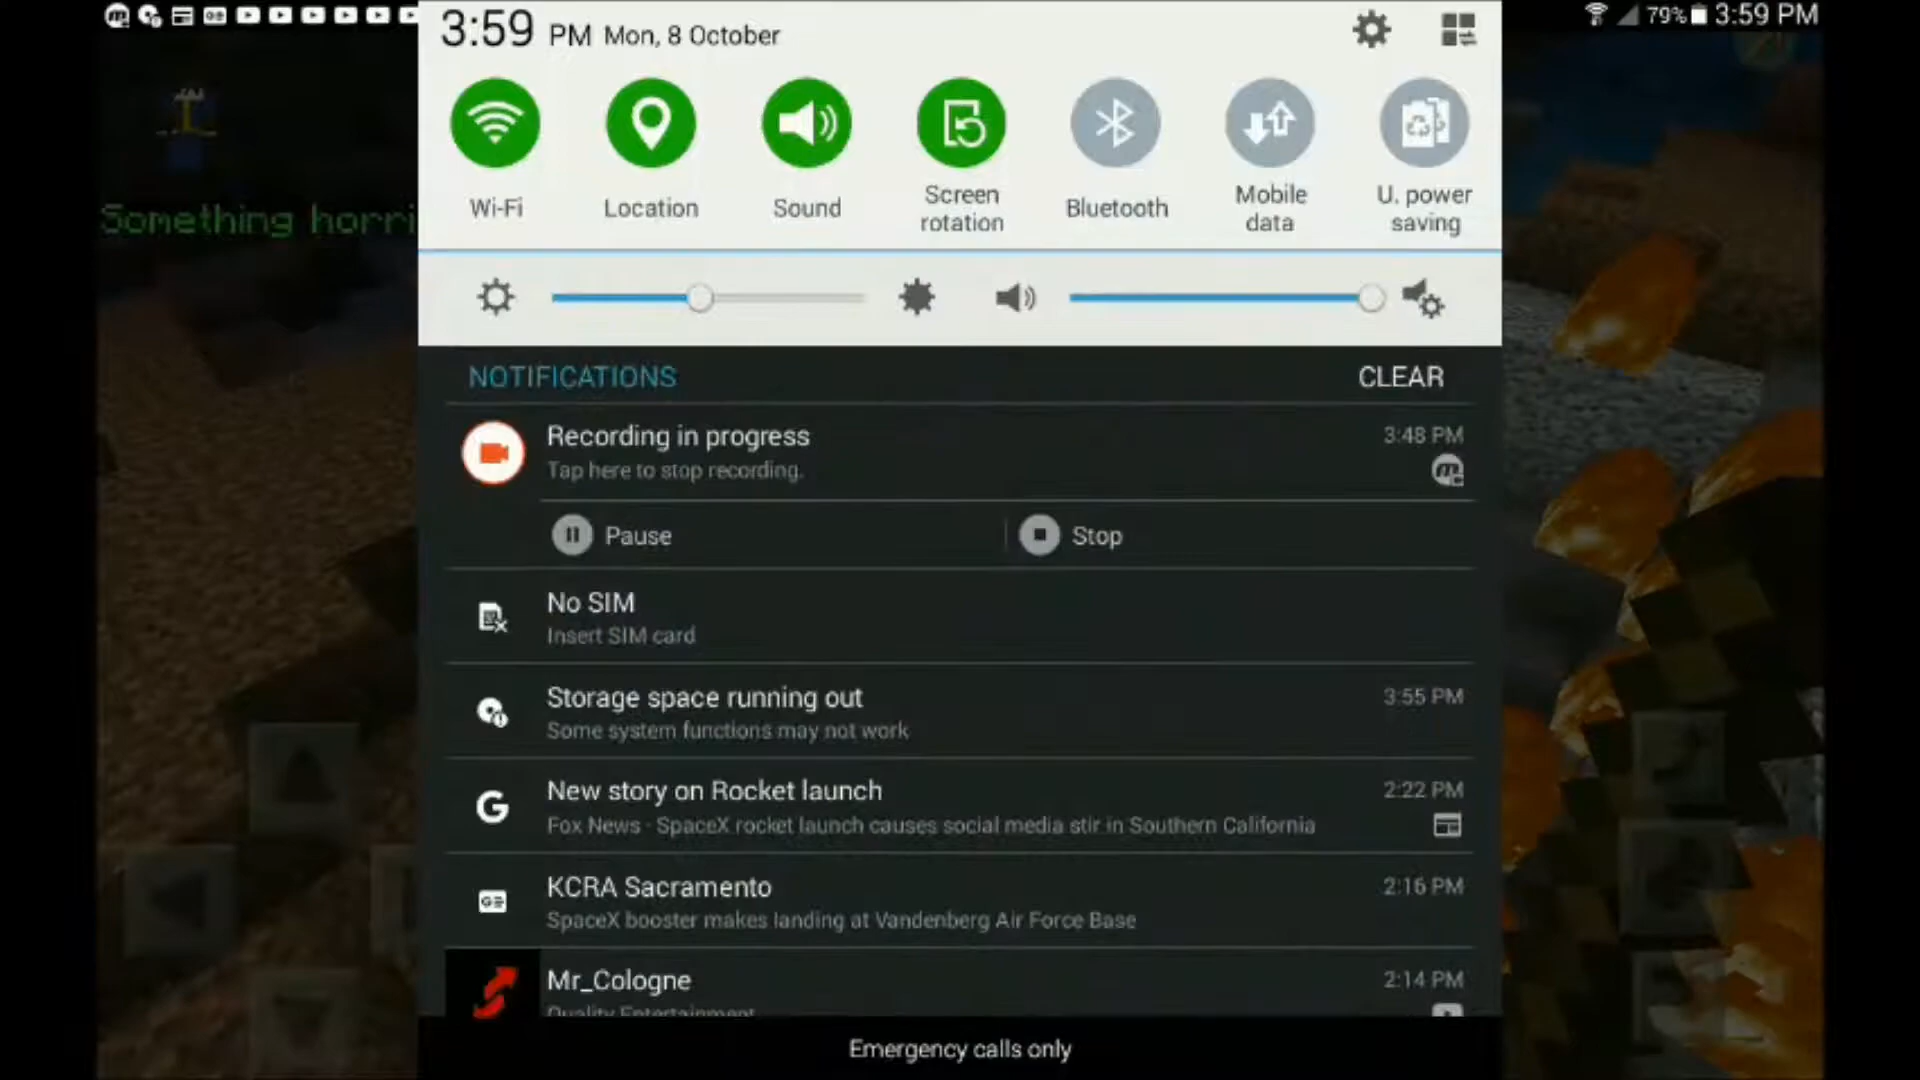 79% 3:59 PM
3:59 PM Mon, 8 October
Wi-Fi
Location
Sound
Screen
rotation
Bluetooth
Mobile
data
U. power
saving
Something horri
NOTIFICATIONS
CLEAR
Recording in progress
3:48 PM
Tap here to stop recording.
Pause
Stop
No SIM
Insert SIM card
Storage space running out
3:55 PM
Some system functions may not work
G
New story on Rocket launch
2:22 PM
Fox News - SpaceX rocket launch causes social media stir in Southern California
KCRA Sacramento
2:16 PM
SpaceX booster makes landing at Vandenberg Air Force Base
Mr_Cologne
2:14 PM
Quality Entertainment
Emergency calls only